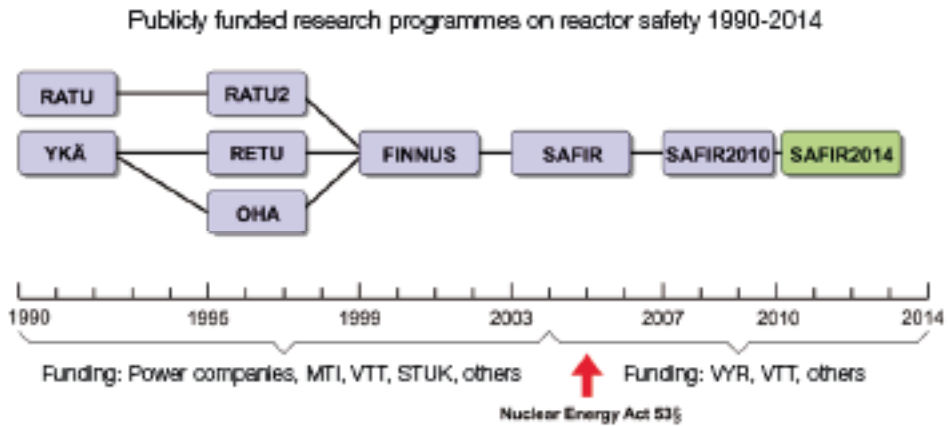 Publicly funded research programmes on reactor safety 1990-2014
RATU RATU2
YKÄ RETU FINNUS SAFIR SAFIR2010 SAFIR2014
OHA
1990 1995 1999 2003 2007 2010 2014
Funding: Power companies, MTI, VTT, STUK, others Funding: VYR, VTT, others
Nuclear Energy Act 53§